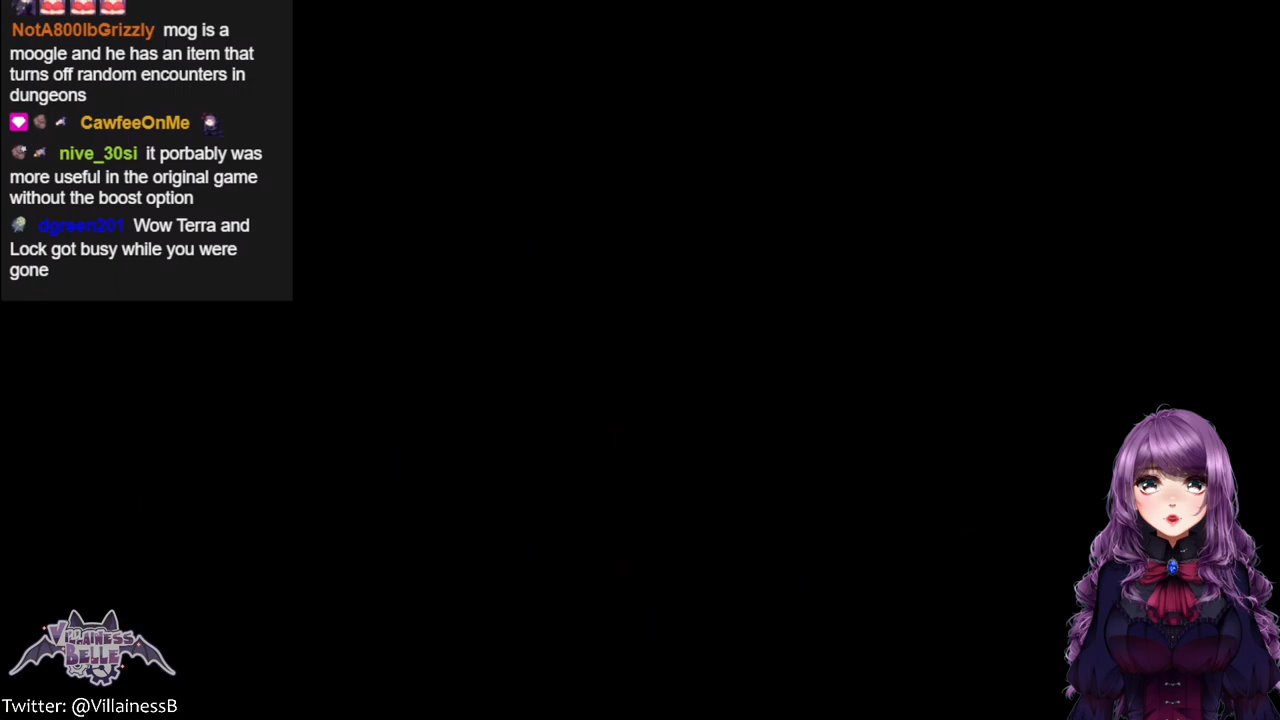 NotA800lbGrizzly mog is a
moogle and he has an item that
turns off random encounters in
dungeons
CawfeeOnMe
nive_30si it porbably was
more useful in the original game
without the boost option
dgreen201 Wow Terra and
Lock got busy while you were
gone
VILLAINESS
BELLE
Twitter: @VillainessB